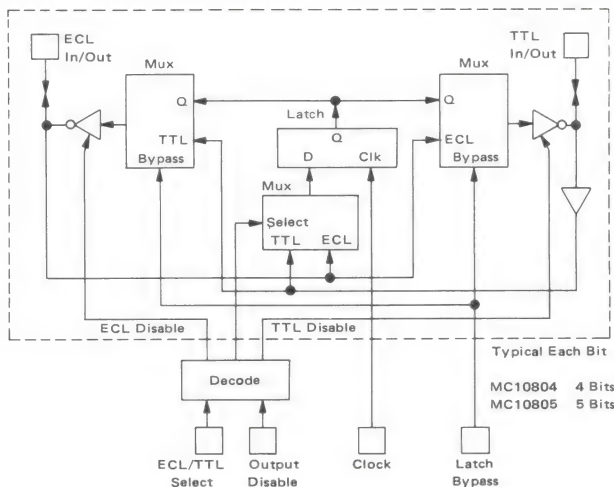 ECL
In/Out
Mux
Q
TTL
Bypass
Latch
Q
D Clk
Mux
Select
TTL ECL
Mux
Q
ECL
Bypass
TTL
In/Out
ECL Disable
TTL Disable
Typical Each Bit
Decode
MC10804 4 Bits
MC10805 5 Bits
ECL/TTL
Select
Output
Disable
Clock
Latch
Bypass